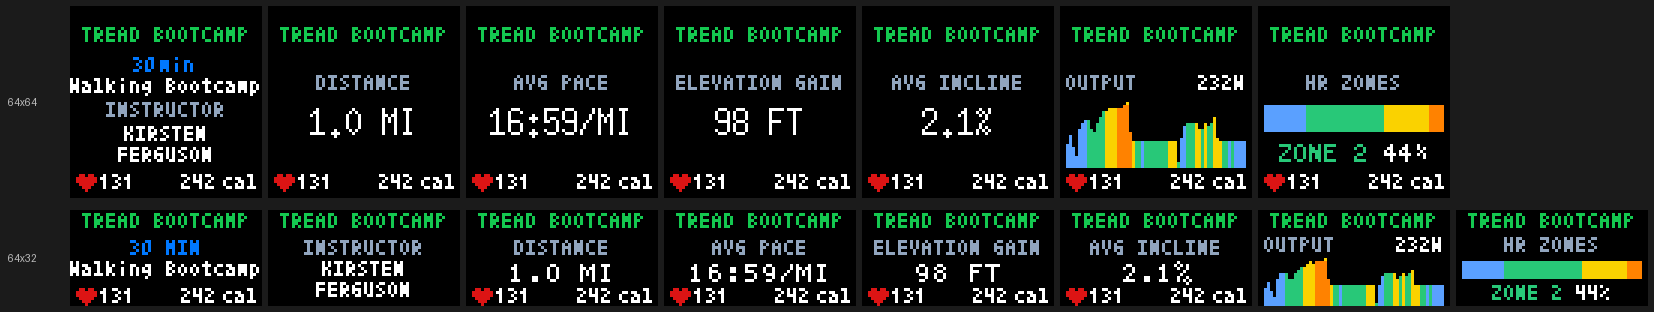 64x64
TREAD BOOTCAMP
30min
Walking Bootcamp
INSTRUCTOR
KIRSTEN
FERGUSON
131 242 cal
TREAD BOOTCAMP
DISTANCE
1.0 MI
131 242 cal
TREAD BOOTCAMP
AVG PACE
16:59/MI
131 242 cal
TREAD BOOTCAMP
ELEVATION GAIN
98 FT
131 242 cal
TREAD BOOTCAMP
AVG INCLINE
2.1%
131 242 cal
TREAD BOOTCAMP
OUTPUT 232W
131 242 cal
TREAD BOOTCAMP
HR ZONES
ZONE 2 44%
131 242 cal
64x32
TREAD BOOTCAMP
30 MIN
Walking Bootcamp
131 242 cal
TREAD BOOTCAMP
INSTRUCTOR
KIRSTEN
FERGUSON
TREAD BOOTCAMP
DISTANCE
1.0 MI
131 242 cal
TREAD BOOTCAMP
AVG PACE
16:59/MI
131 242 cal
TREAD BOOTCAMP
ELEVATION GAIN
98 FT
131 242 cal
TREAD BOOTCAMP
AVG INCLINE
2.1%
131 242 cal
TREAD BOOTCAMP
OUTPUT 232W
TREAD BOOTCAMP
HR ZONES
ZONE 2 44%